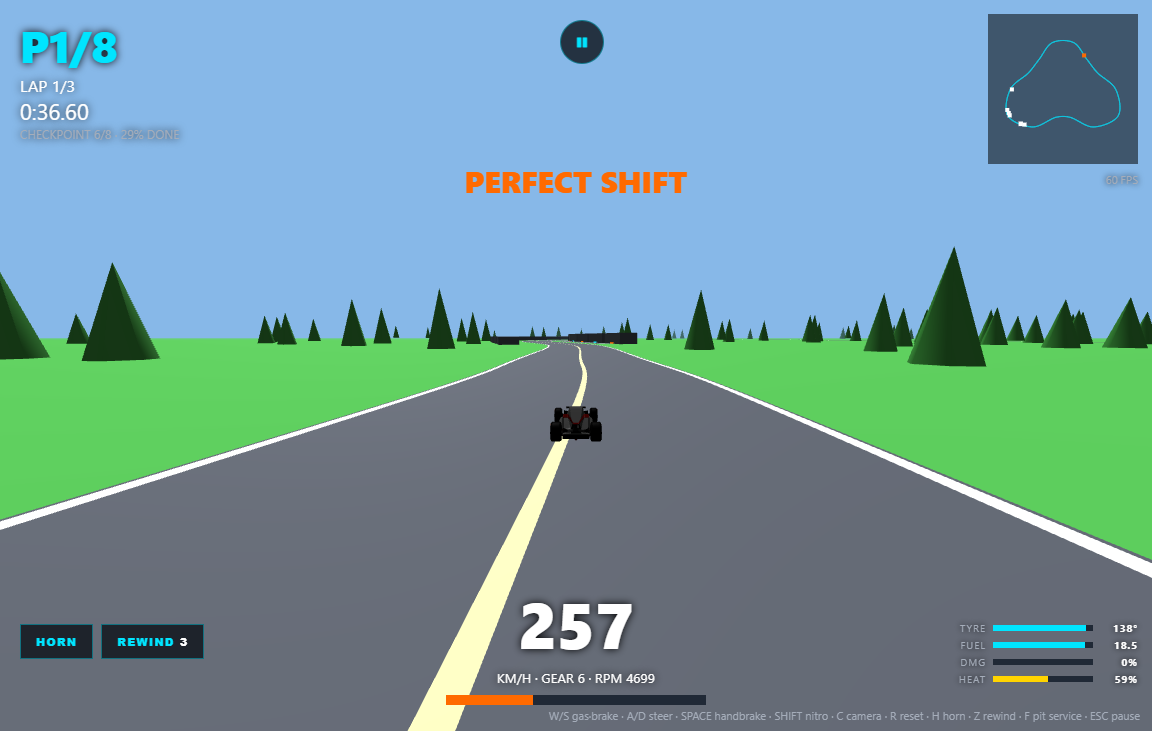 P1/8
LAP 1/3
0:36.60
CHECKPOINT 6/8 · 29% DONE
60 FPS
PERFECT SHIFT
HORN
REWIND 3
257
KM/H · GEAR 6 · RPM 4699
TYRE 138°
FUEL 18.5
DMG 0%
HEAT 59%
W/S gas-brake · A/D steer · SPACE handbrake · SHIFT nitro · C camera · R reset · H horn · Z rewind · F pit service · ESC pause